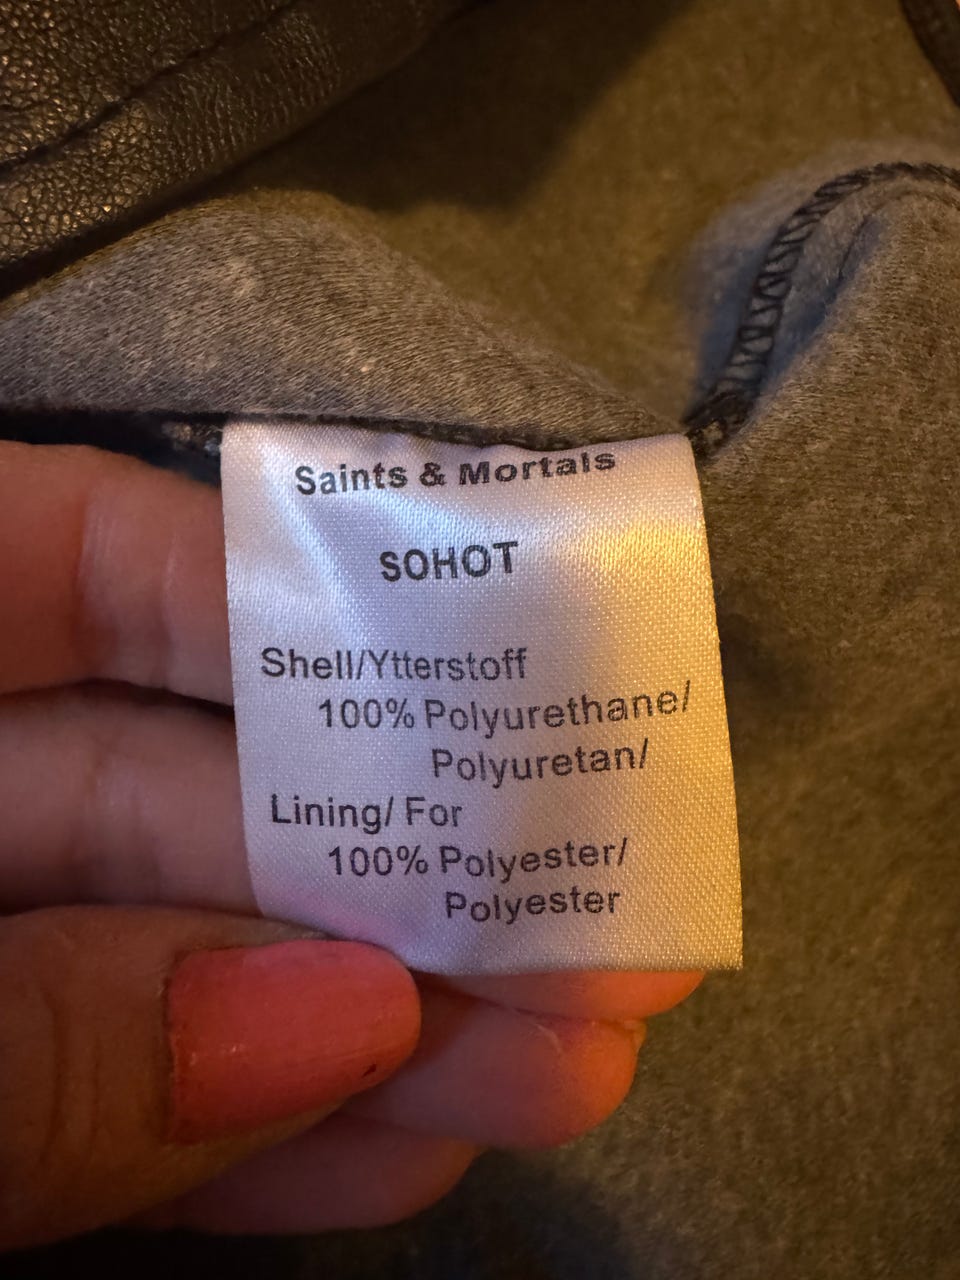 Saints & Mortals
SOHOT
Shell/Ytterstoff
100% Polyurethane/
Polyuretan/
Lining/ For
100% Polyester/
Polyester